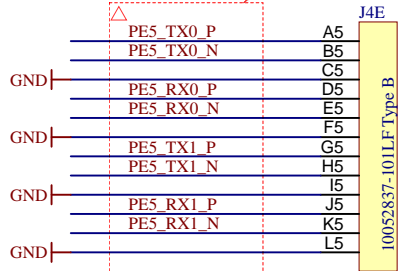 J4E
PE5_TX0_P A5
PE5_TX0_N B5
GND C5
PE5_RX0_P D5
PE5_RX0_N E5
GND F5
PE5_TX1_P G5
PE5_TX1_N H5
GND I5
PE5_RX1_P J5
PE5_RX1_N K5
GND L5
10052837-101LF Type B